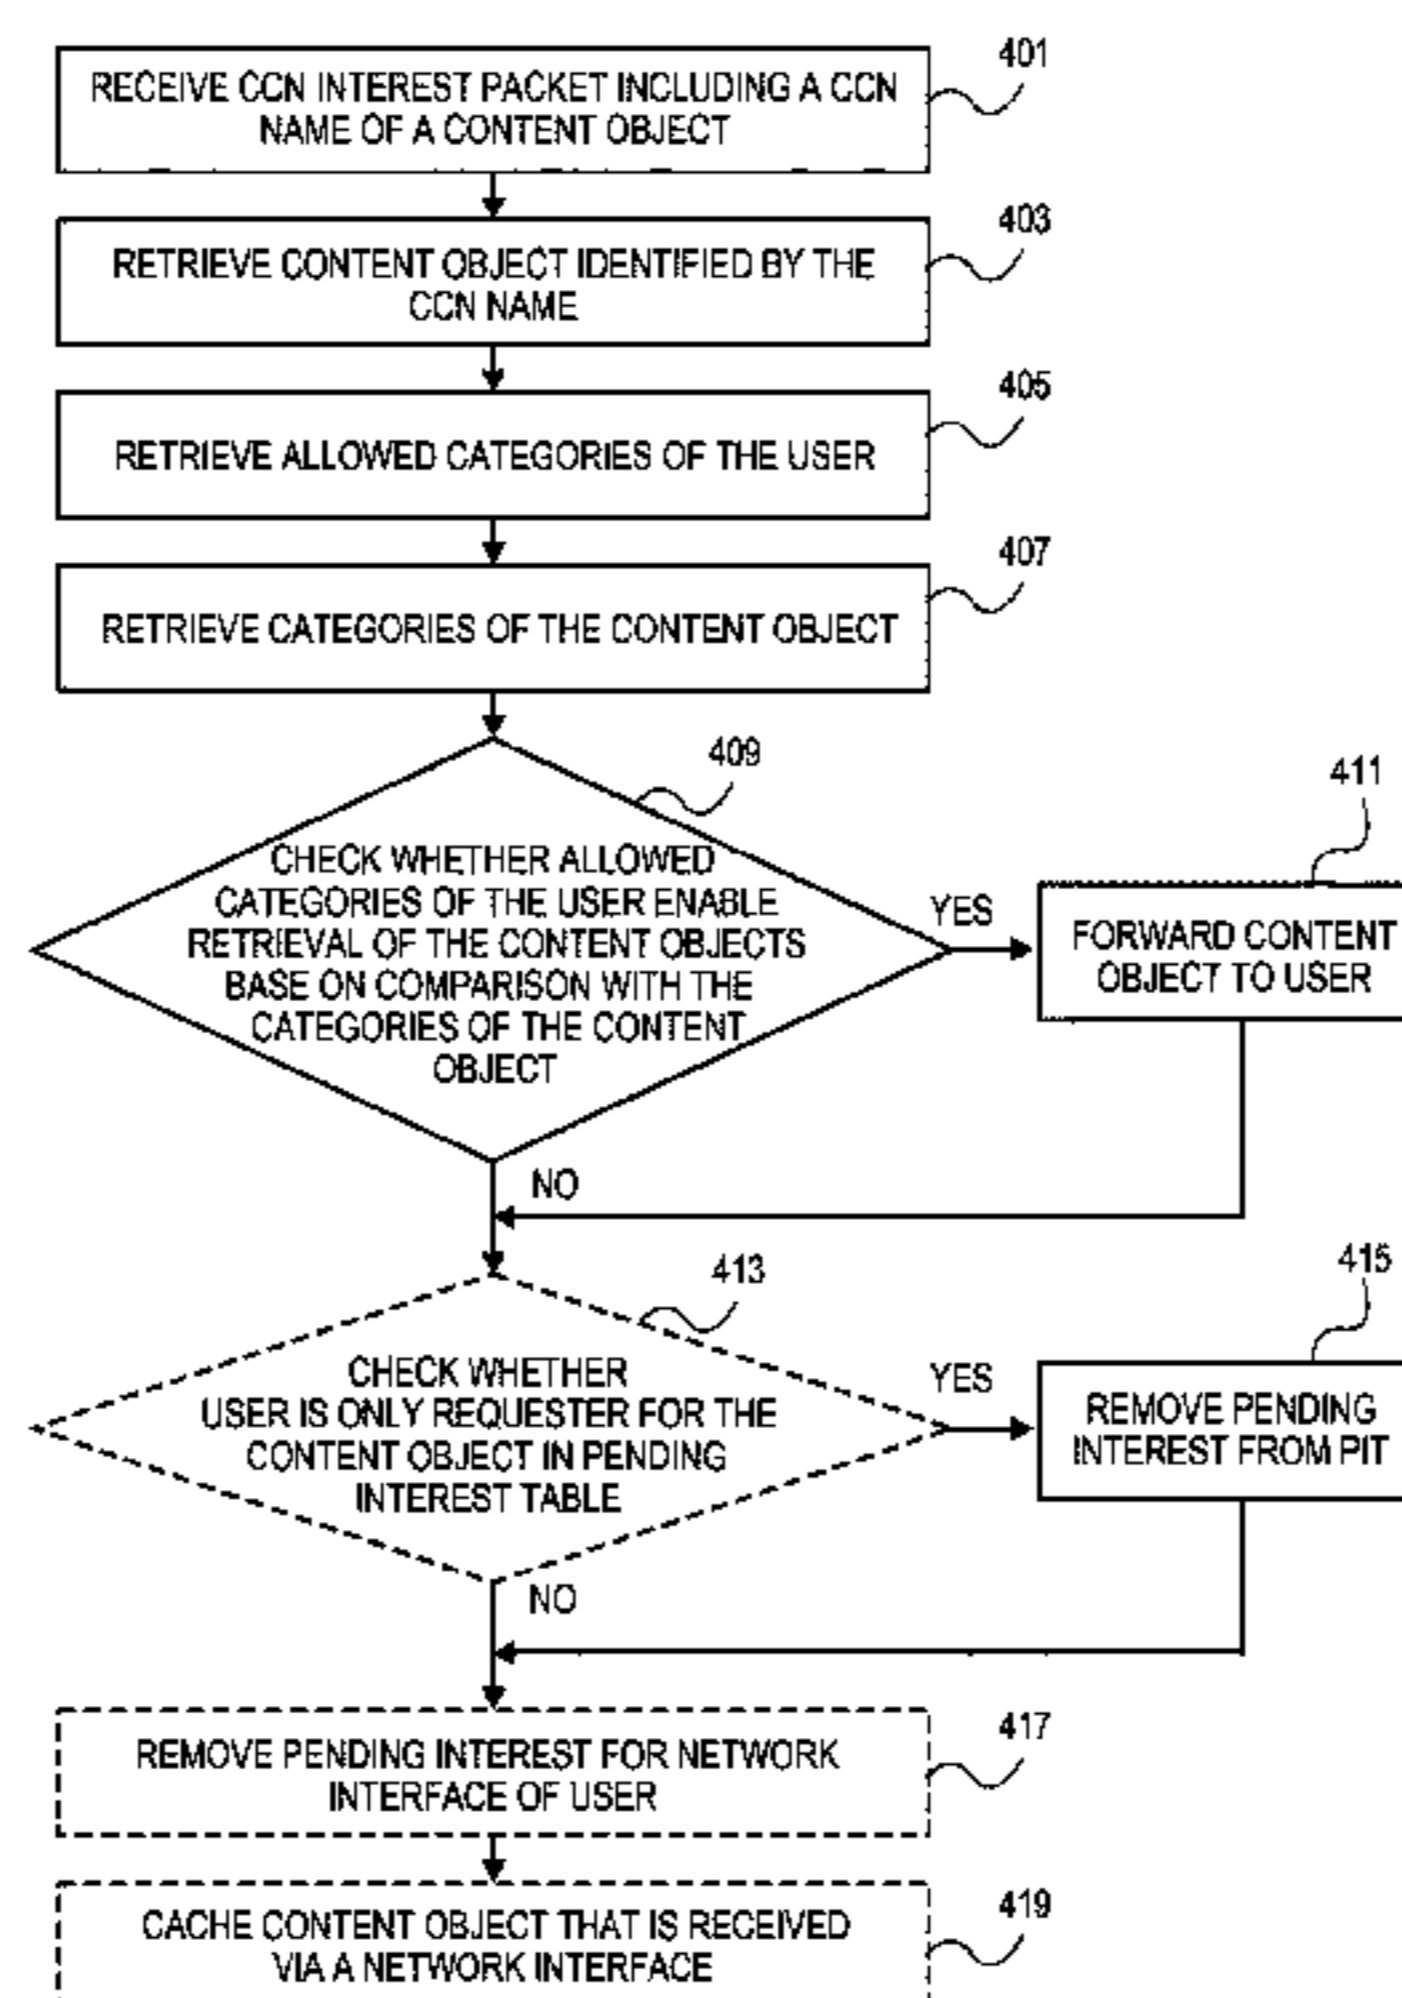 401
RECEIVE CCN INTEREST PACKET INCLUDING A CCN
NAME OF A CONTENT OBJECT
403
RETRIEVE CONTENT OBJECT IDENTIFIED BY THE
CCN NAME
405
RETRIEVE ALLOWED CATEGORIES OF THE USER
407
RETRIEVE CATEGORIES OF THE CONTENT OBJECT
409
CHECK WHETHER ALLOWED
CATEGORIES OF THE USER ENABLE
RETRIEVAL OF THE CONTENT OBJECTS
BASE ON COMPARISON WITH THE
CATEGORIES OF THE CONTENT
OBJECT
YES
411
FORWARD CONTENT
OBJECT TO USER
NO
413
CHECK WHETHER
USER IS ONLY REQUESTER FOR THE
CONTENT OBJECT IN PENDING
INTEREST TABLE
YES
415
REMOVE PENDING
INTEREST FROM PIT
NO
417
REMOVE PENDING INTEREST FOR NETWORK
INTERFACE OF USER
419
CACHE CONTENT OBJECT THAT IS RECEIVED
VIA A NETWORK INTERFACE